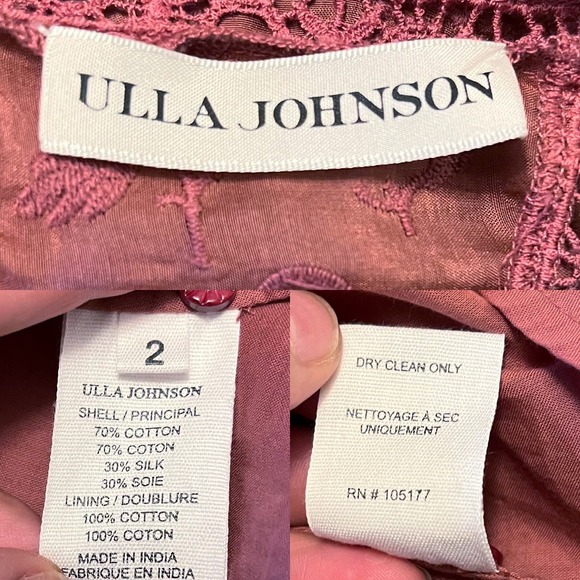 ULLA JOHNSON
2
ULLA JOHNSON
SHELL / PRINCIPAL
70% COTTON
70% COTON
30% SILK
30% SOIE
LINING / DOUBLURE
100% COTTON
100% COTON
MADE IN INDiA
FABRIQUE EN INDIA
DRY CLEAN ONLY
NETTOYAGE À SEC
UNIQUEMENT
RN # 105177